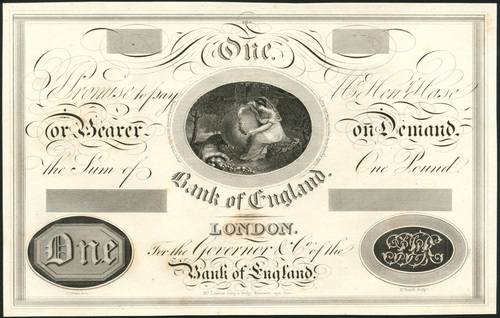 One.
I Promise to pay Mr. Henry Hase
(or Bearer on Demand.
the Sum of One Pound
Bank of England.
LONDON.
For the Governor & Co. of the
Bank of England.
One